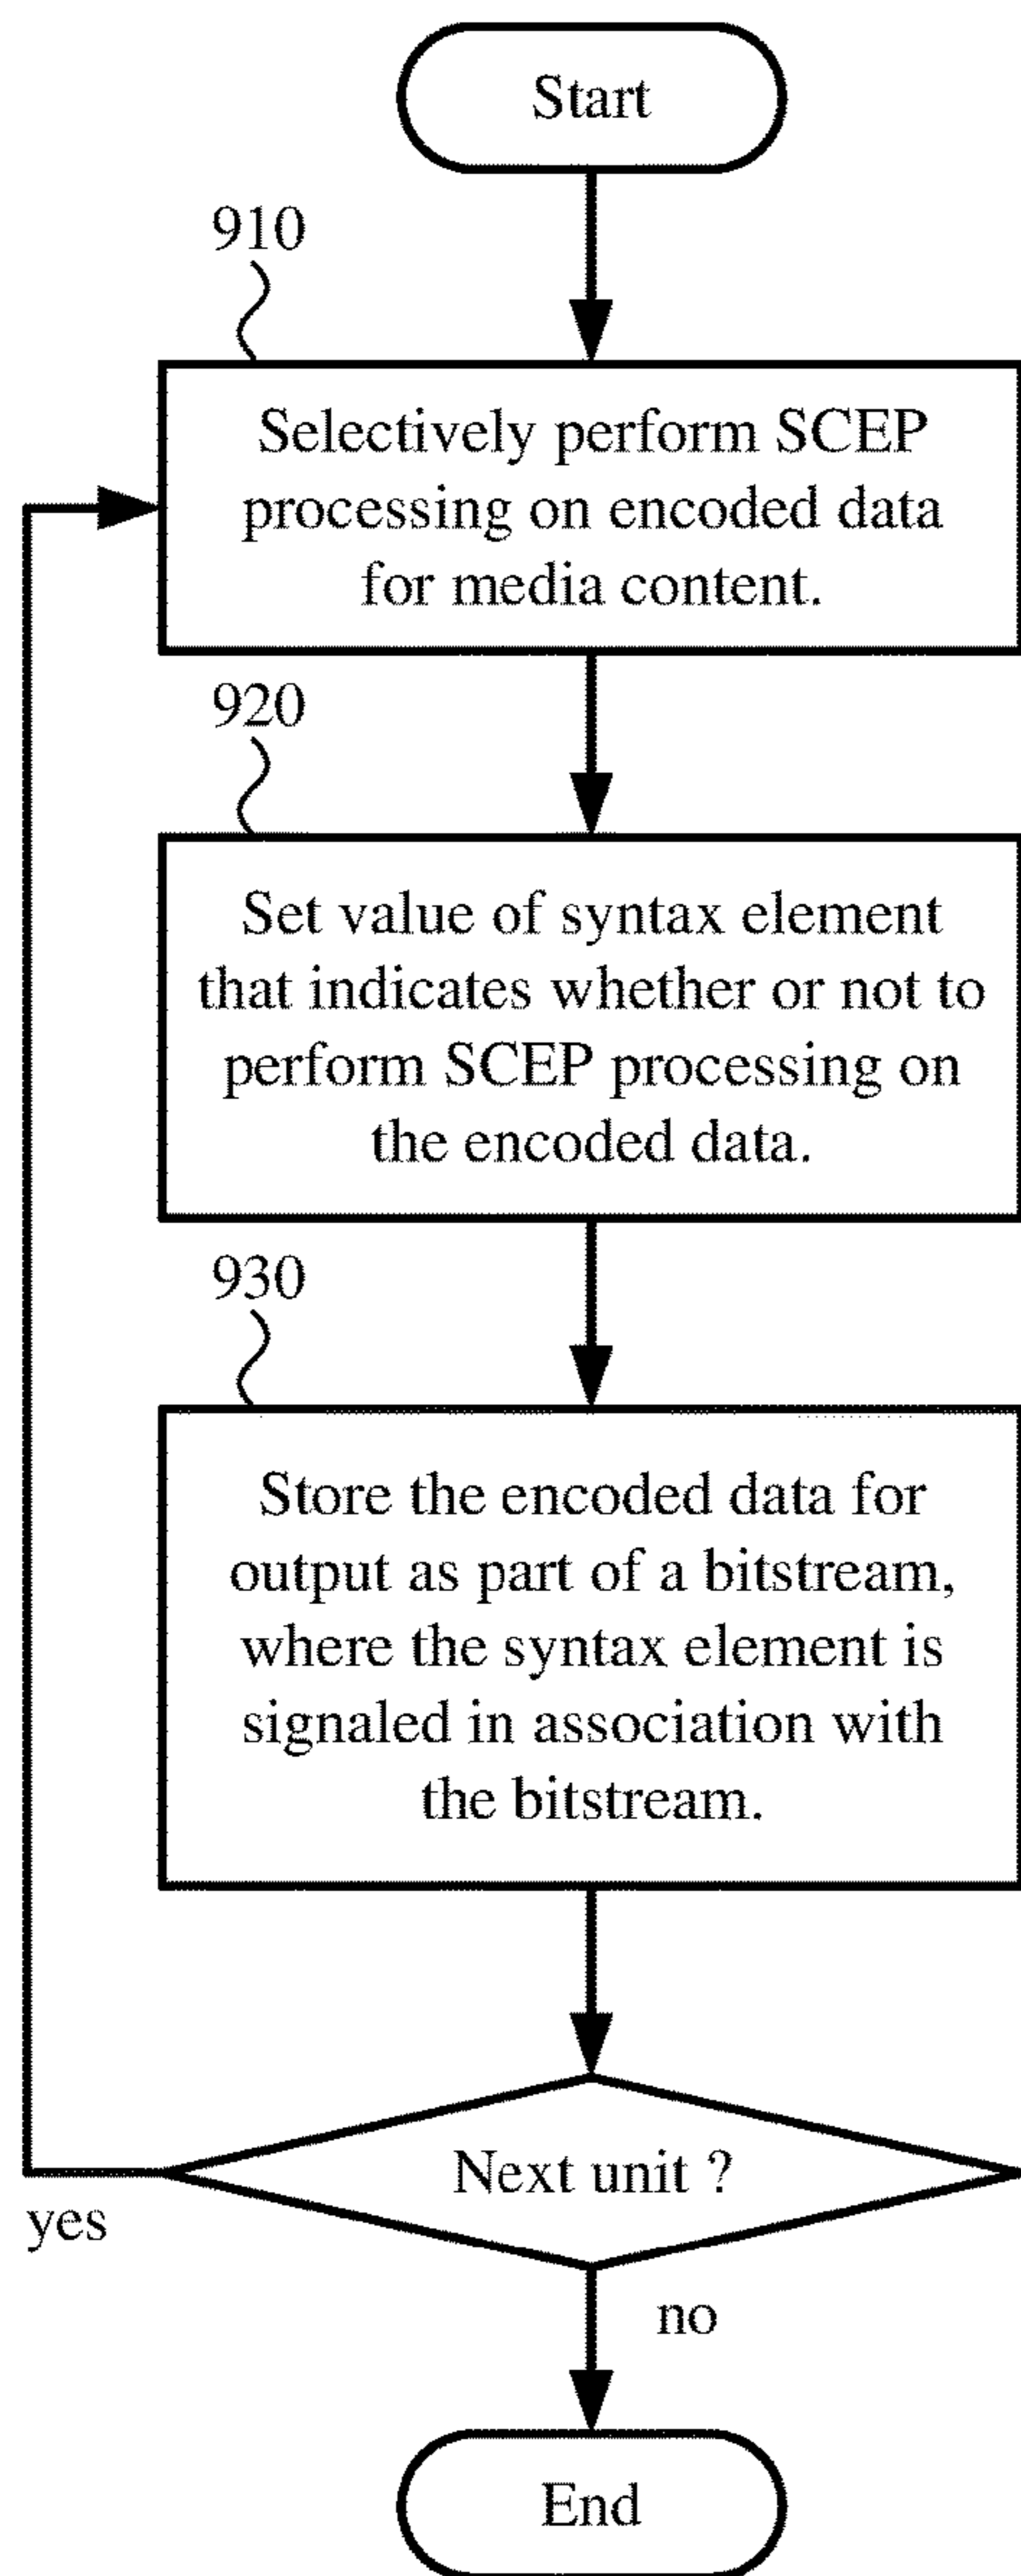 Start
910
Selectively perform SCEP
processing on encoded data
for media content.
920
Set value of syntax element
that indicates whether or not to
perform SCEP processing on
the encoded data.
930
Store the encoded data for
output as part of a bitstream,
where the syntax element is
signaled in association with
the bitstream.
Next unit ?
yes
no
End